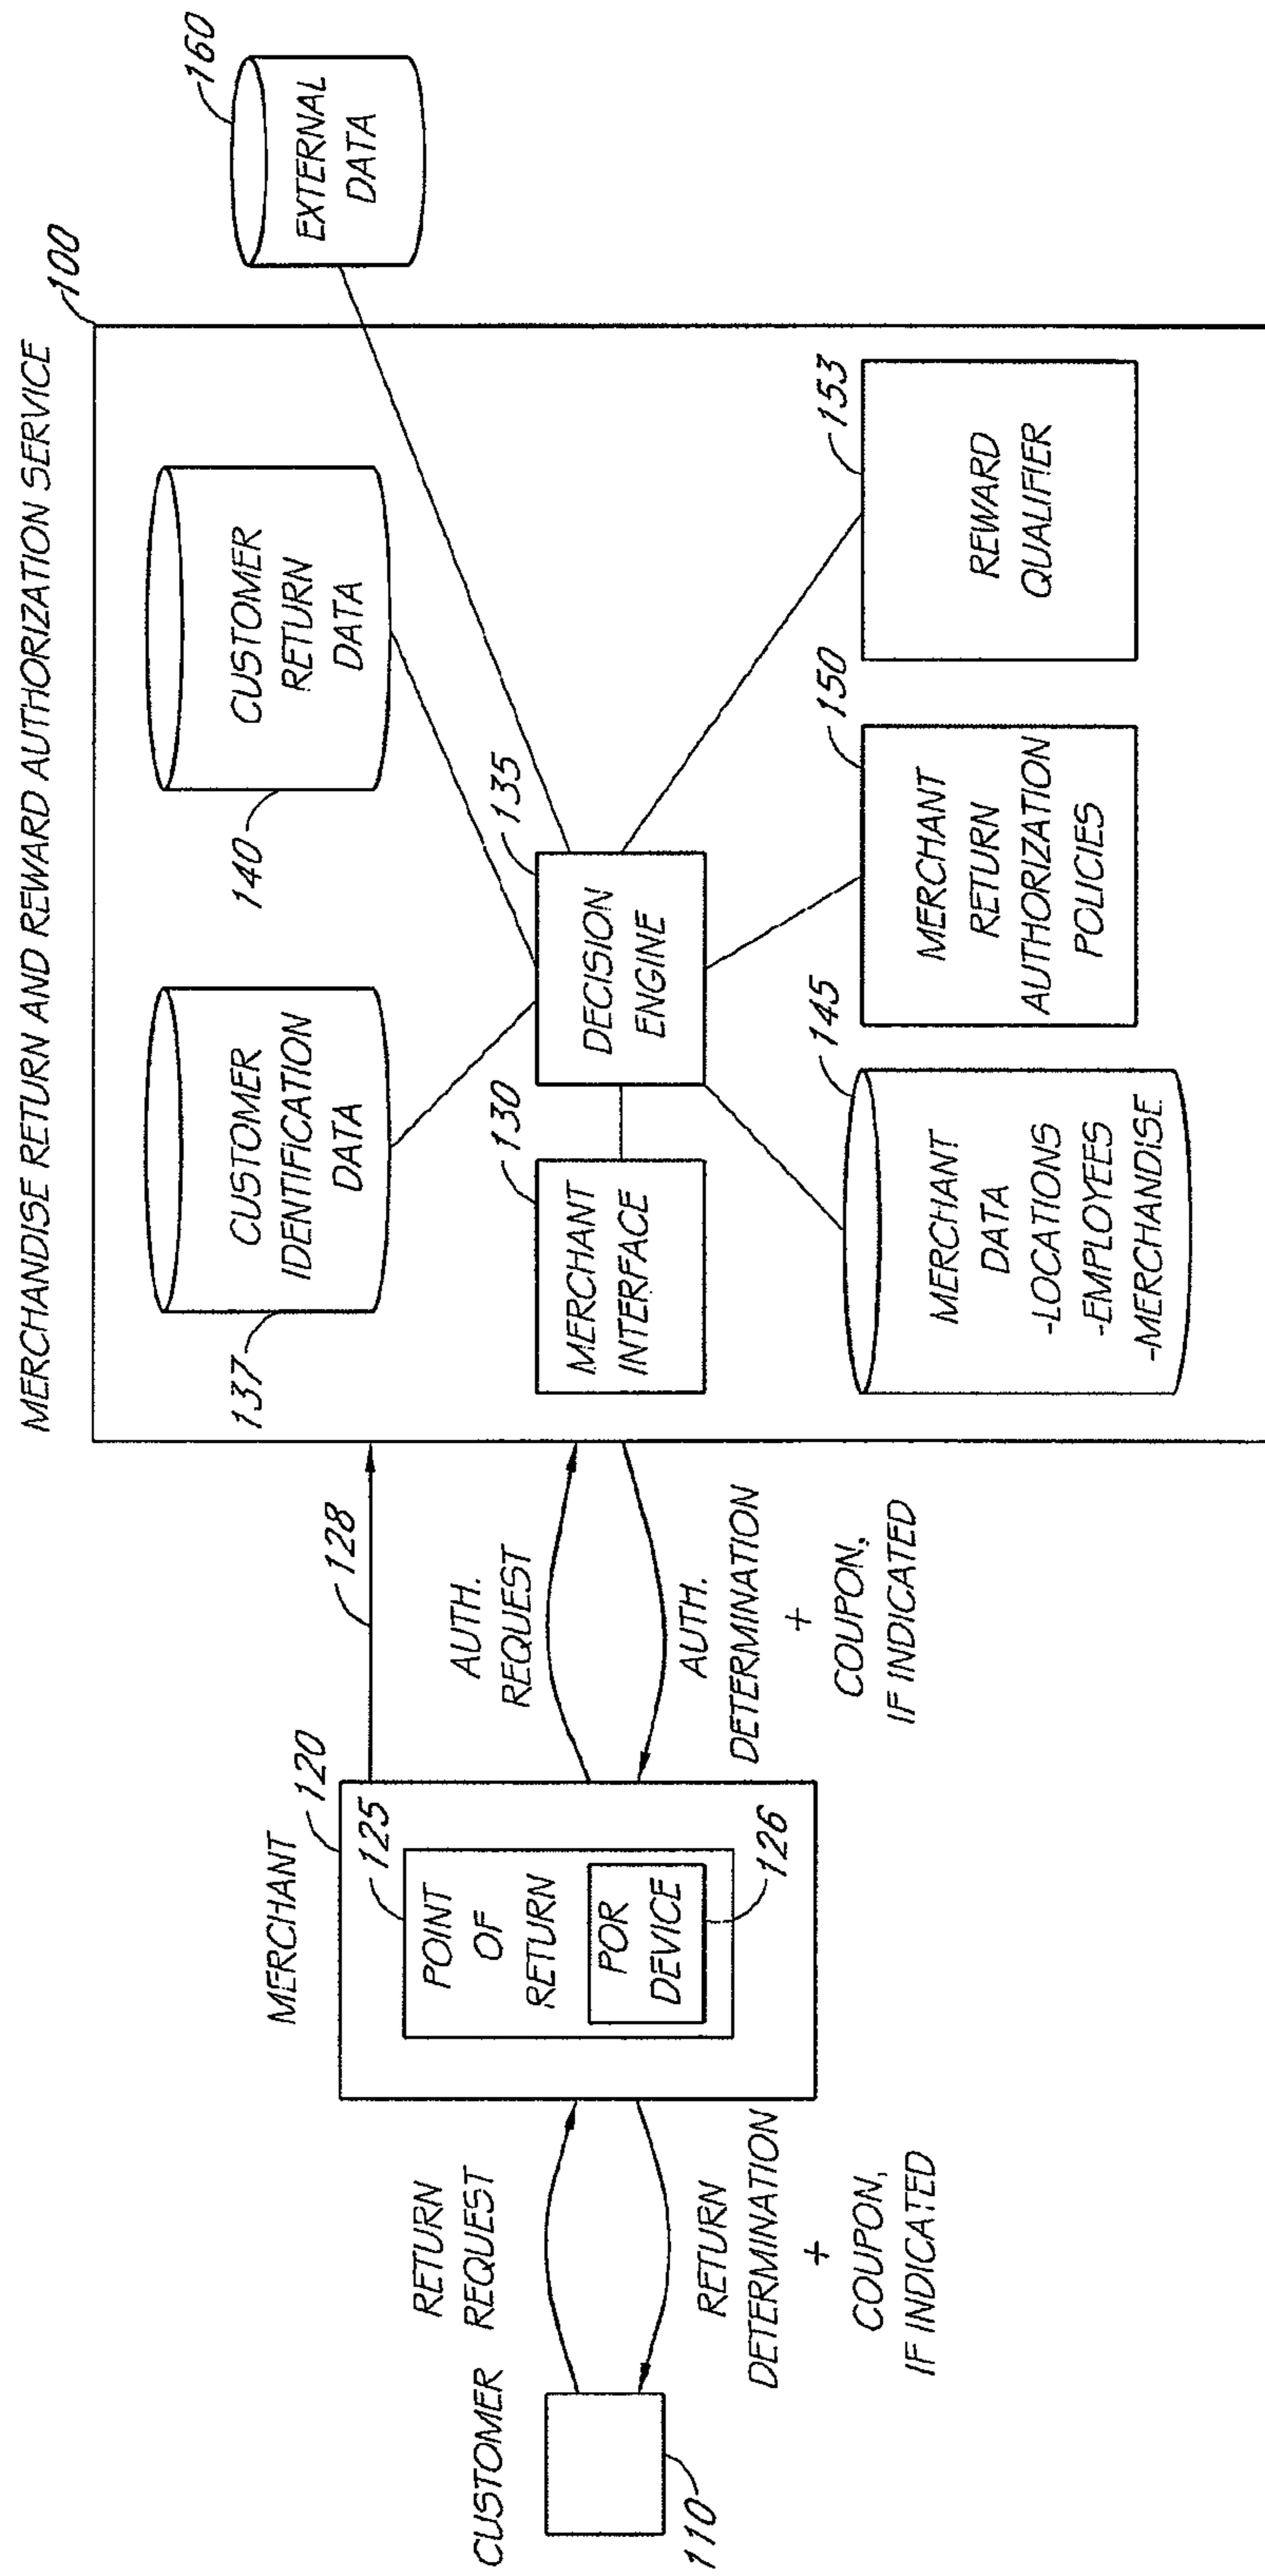 MERCHANDISE RETURN AND REWARD AUTHORIZATION SERVICE
100
CUSTOMER
110
RETURN
REQUEST
RETURN
DETERMINATION
+
COUPON,
IF INDICATED
MERCHANT
120
125
POINT
OF
RETURN
POR
DEVICE
126
128
AUTH.
REQUEST
AUTH.
DETERMINATION
+
COUPON,
IF INDICATED
137
CUSTOMER
IDENTIFICATION
DATA
140
CUSTOMER
RETURN
DATA
160
EXTERNAL
DATA
130
MERCHANT
INTERFACE
135
DECISION
ENGINE
145
MERCHANT
DATA
-LOCATIONS
-EMPLOYEES
-MERCHANDISE
150
MERCHANT
RETURN
AUTHORIZATION
POLICIES
153
REWARD
QUALIFIER